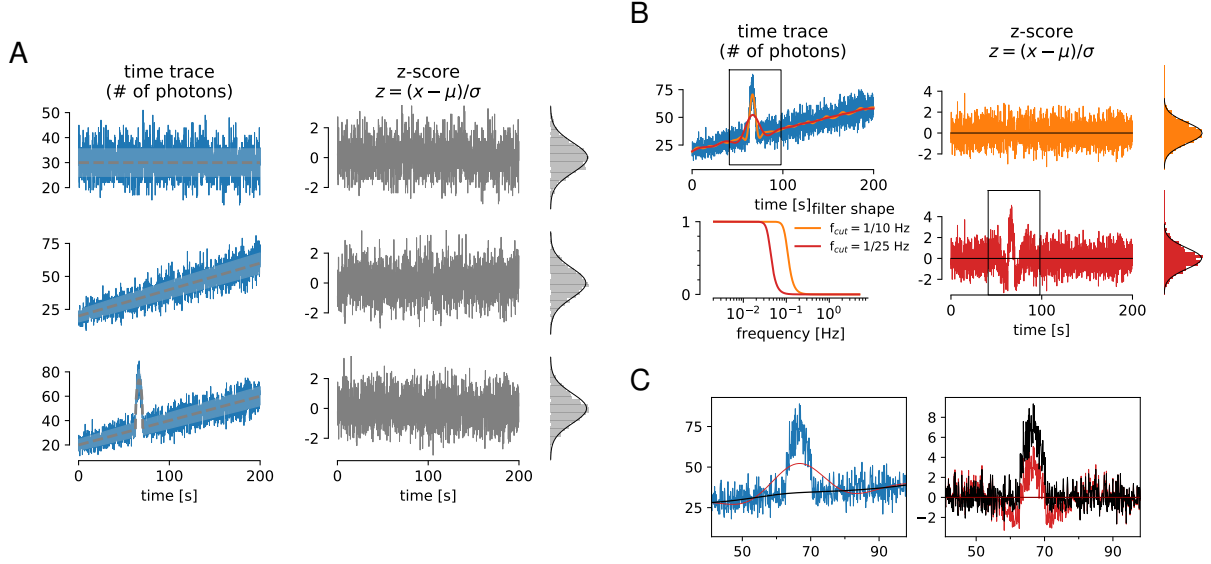 A
time trace
(# of photons)
z-score
z = (x − μ)/σ
50
40
30
20
2
0
−2
75
50
25
2
0
−2
80
60
40
20
2
0
−2
0 100 200
time [s]
0 100 200
time [s]
B
time trace
(# of photons)
z-score
z = (x − μ)/σ
75
50
25
0 100 200
time [s]
4
2
0
−2
filter shape
f_cut = 1/10 Hz
f_cut = 1/25 Hz
1
0
10⁻² 10⁻¹ 10⁰
frequency [Hz]
4
2
0
−2
0 100 200
time [s]
C
75
50
25
50 70 90
8
6
4
2
0
−2
50 70 90